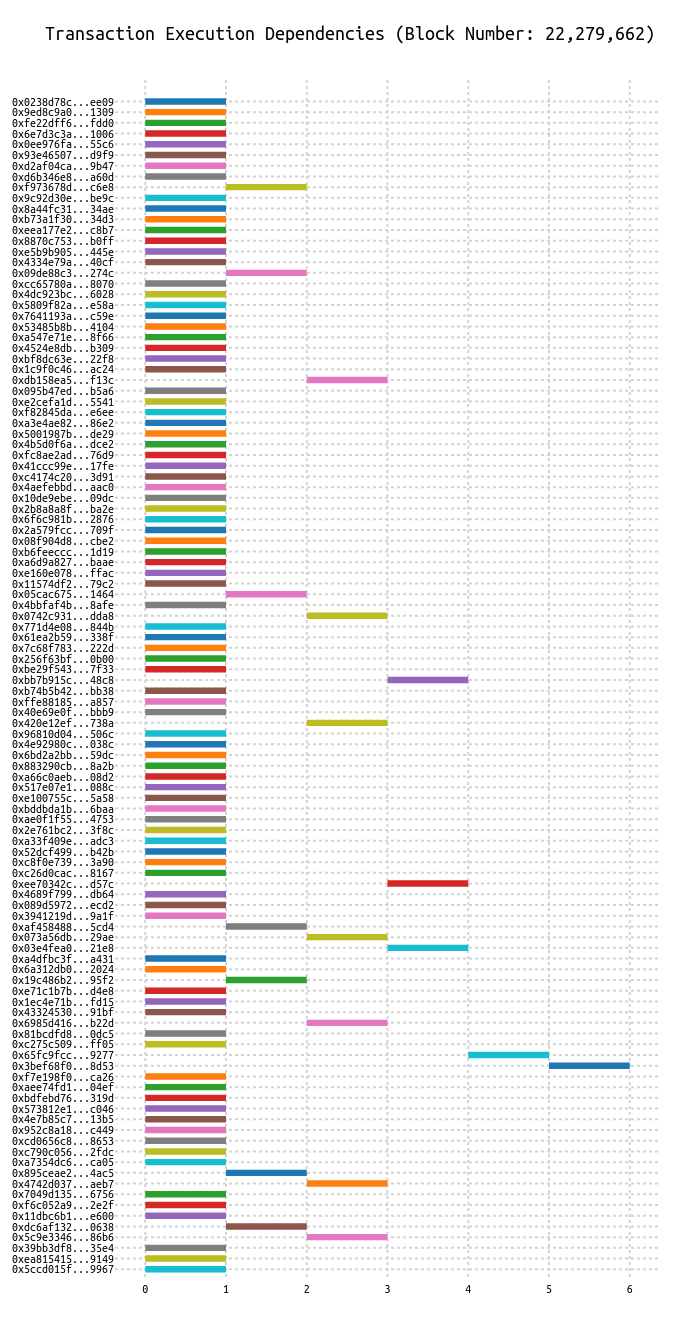 Transaction Execution Dependencies (Block Number: 22,279,662)
0x0238d78c...ee09
0x9ed8c9a0...1309
0xfe22dff6...fdd0
0x6e7d3c3a...1006
0x0ee976fa...55c6
0x93e46507...d9f9
0xd2af04ca...9b47
0xd6b346e8...a60d
0xf973678d...c6e8
0x9c92d30e...be9c
0x8a44fc31...34ae
0xb73a1f30...34d3
0xeea177e2...c8b7
0x8870c753...b0ff
0xe5b9b905...445e
0x4334e79a...40cf
0x09de88c3...274c
0xcc65780a...8070
0x4dc923bc...6028
0x5809f82a...e58a
0x7641193a...c59e
0x53485b8b...4104
0xa547e71e...8f66
0x4524e8db...b309
0xbf8dc63e...22f8
0x1c9f0c46...ac24
0xdb158ea5...f13c
0x095b47ed...b5a6
0xe2cefa1d...5541
0xf82845da...e6ee
0xa3e4ae82...86e2
0x5001987b...de29
0x4b5d0f6a...dce2
0xfc8ae2ad...76d9
0x41ccc99e...17fe
0xc4174c20...3d91
0x4aefebbd...aac0
0x10de9ebe...09dc
0x2b8a8a8f...ba2e
0x6f6c981b...2876
0x2a579fcc...709f
0x08f904d8...cbe2
0xb6feeccc...1d19
0xa6d9a827...baae
0xe160e078...ffac
0x11574df2...79c2
0x05cac675...1464
0x4bbfaf4b...8afe
0x0742c931...dda8
0x771d4e08...844b
0x61ea2b59...338f
0x7c68f783...222d
0x256f63bf...0b00
0xbe29f543...7f33
0xbb7b915c...48c8
0xb74b5b42...bb38
0xffe88185...a857
0x40e69e0f...bbb9
0x420e12ef...738a
0x96810d04...506c
0x4e92980c...038c
0x6bd2a2bb...59dc
0x883290cb...8a2b
0xa66c0aeb...08d2
0x517e07e1...088c
0xe100755c...5a58
0xbddbda1b...6baa
0xae0f1f55...4753
0x2e761bc2...3f8c
0xa33f409e...adc3
0x52dcf499...b42b
0xc8f0e739...3a90
0xc26d0cac...8167
0xee70342c...d57c
0x4689f799...db64
0x089d5972...ecd2
0x3941219d...9a1f
0xaf458488...5cd4
0x073a56db...29ae
0x03e4fea0...21e8
0xa4dfbc3f...a431
0x6a312db0...2024
0x19c486b2...95f2
0xe71c1b7b...d4e8
0x1ec4e71b...fd15
0x43324530...91bf
0x6985d416...b22d
0x81bcdfd8...0dc5
0xc275c509...ff05
0x65fc9fcc...9277
0x3bef68f0...8d53
0xf7e198f0...ca26
0xaee74fd1...04ef
0xbdfebd76...319d
0x573812e1...c046
0x4e7b85c7...13b5
0x952c8a18...c449
0xcd0656c8...8653
0xc790c056...2fdc
0xa7354dc6...ca05
0x895ceae2...4ac5
0x4742d037...aeb7
0x7049d135...6756
0xf6c052a9...2e2f
0x11dbc6b1...e600
0xdc6af132...0638
0x5c9e3346...86b6
0x39bb3df8...35e4
0xea815415...9149
0x5ccd015f...9967
0 1 2 3 4 5 6